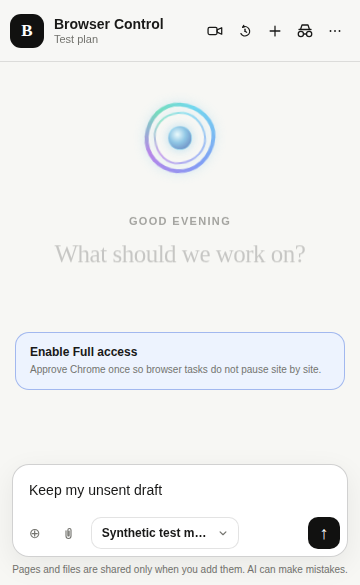 B
Browser Control
Test plan
GOOD EVENING
What should we work on?
Enable Full access
Approve Chrome once so browser tasks do not pause site by site.
Keep my unsent draft
Synthetic test m…
Pages and files are shared only when you add them. AI can make mistakes.